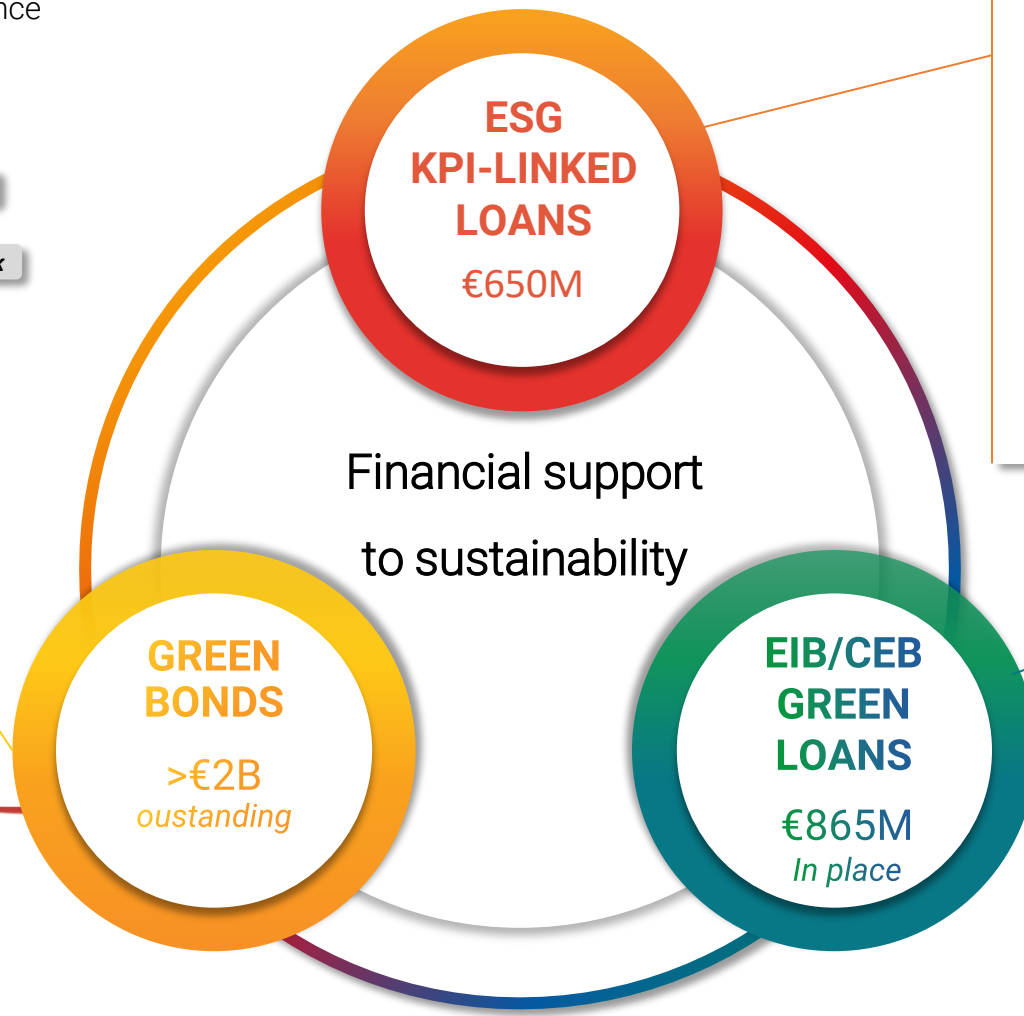 ESG
KPI-LINKED
LOANS
€650M
Financial support
to sustainability
GREEN
BONDS
>€2B
oustanding
EIB/CEB
GREEN
LOANS
€865M
In place